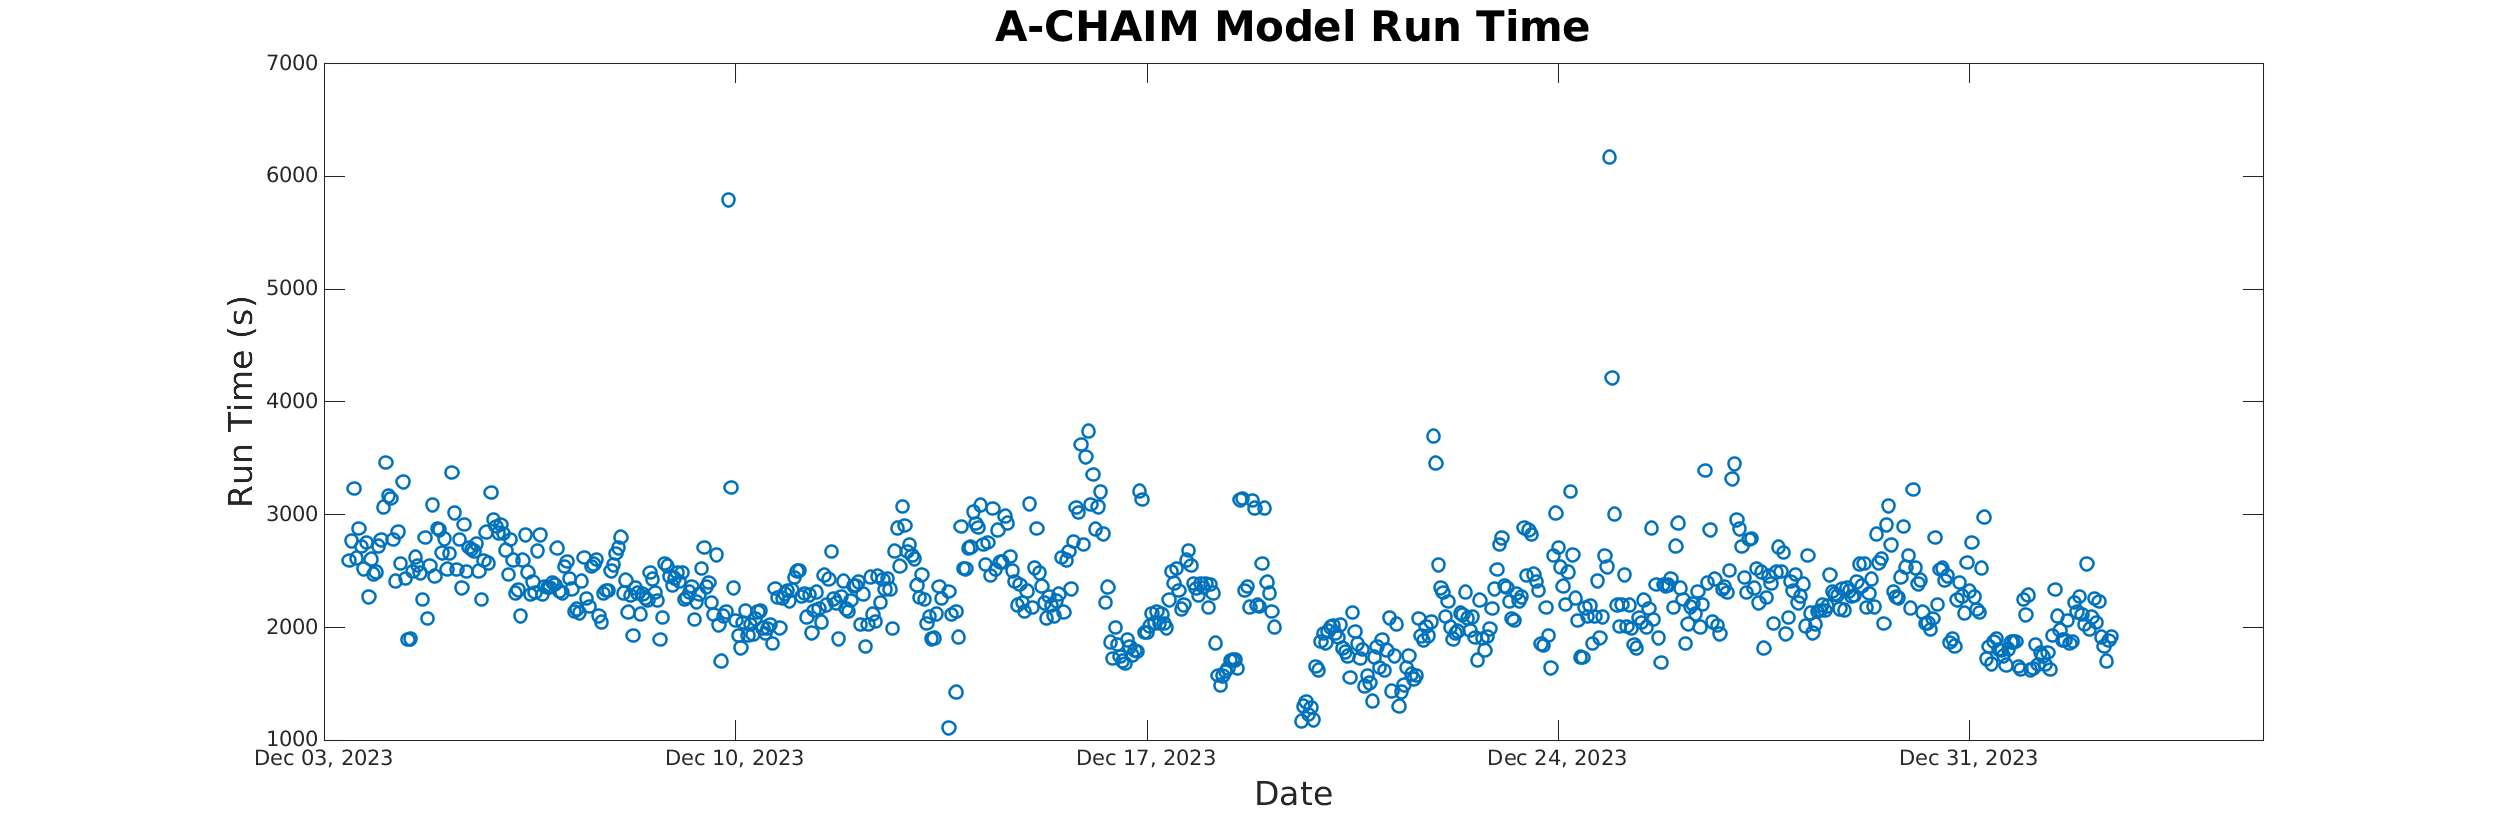 A-CHAIM Model Run Time
7000
6000
5000
4000
3000
2000
1000
Run Time (s)
Dec 03, 2023
Dec 10, 2023
Dec 17, 2023
Dec 24, 2023
Dec 31, 2023
Date